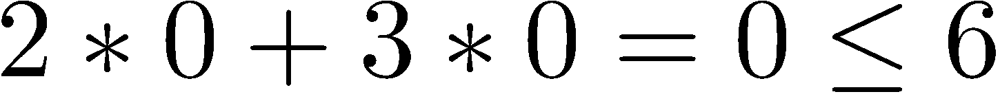 2 * 0 + 3 * 0 = 0 ≤ 6